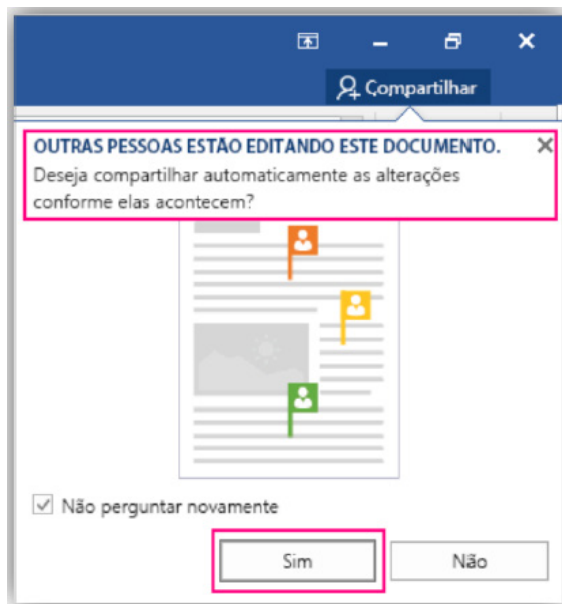 Compartilhar
OUTRAS PESSOAS ESTÃO EDITANDO ESTE DOCUMENTO.
Deseja compartilhar automaticamente as alterações
conforme elas acontecem?
Não perguntar novamente
Sim Não